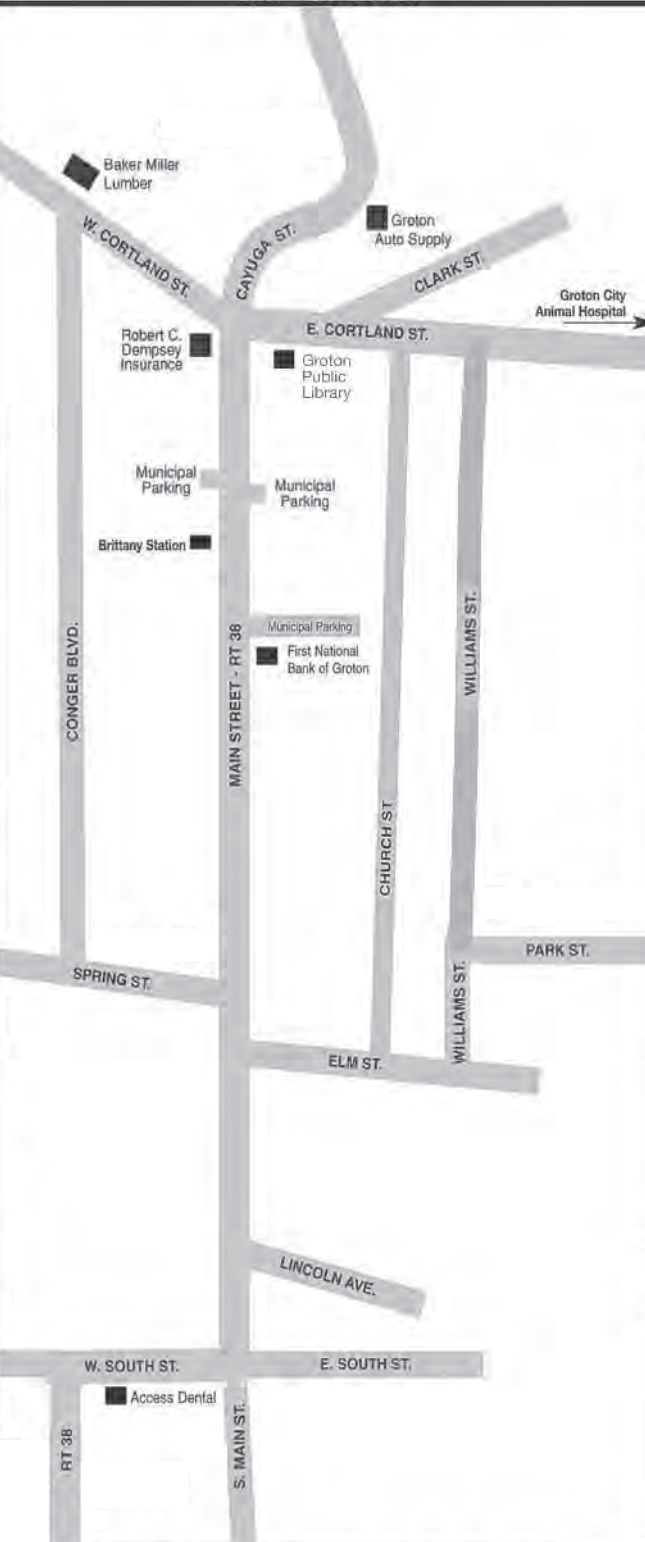 Baker Miller
Lumber
W. CORTLAND ST.
CAYUGA ST.
Groton
Auto Supply
CLARK ST.
Groton City
Animal Hospital
E. CORTLAND ST.
Robert C.
Dempsey
Insurance
Groton
Public
Library
Municipal
Parking
Municipal
Parking
Brittany Station
Municipal Parking
First National
Bank of Groton
CONGER BLVD.
MAIN STREET - RT 38
WILLIAMS ST.
CHURCH ST.
PARK ST.
SPRING ST.
WILLIAMS ST.
ELM ST.
LINCOLN AVE.
W. SOUTH ST.
E. SOUTH ST.
Access Dental
RT 38
S. MAIN ST.